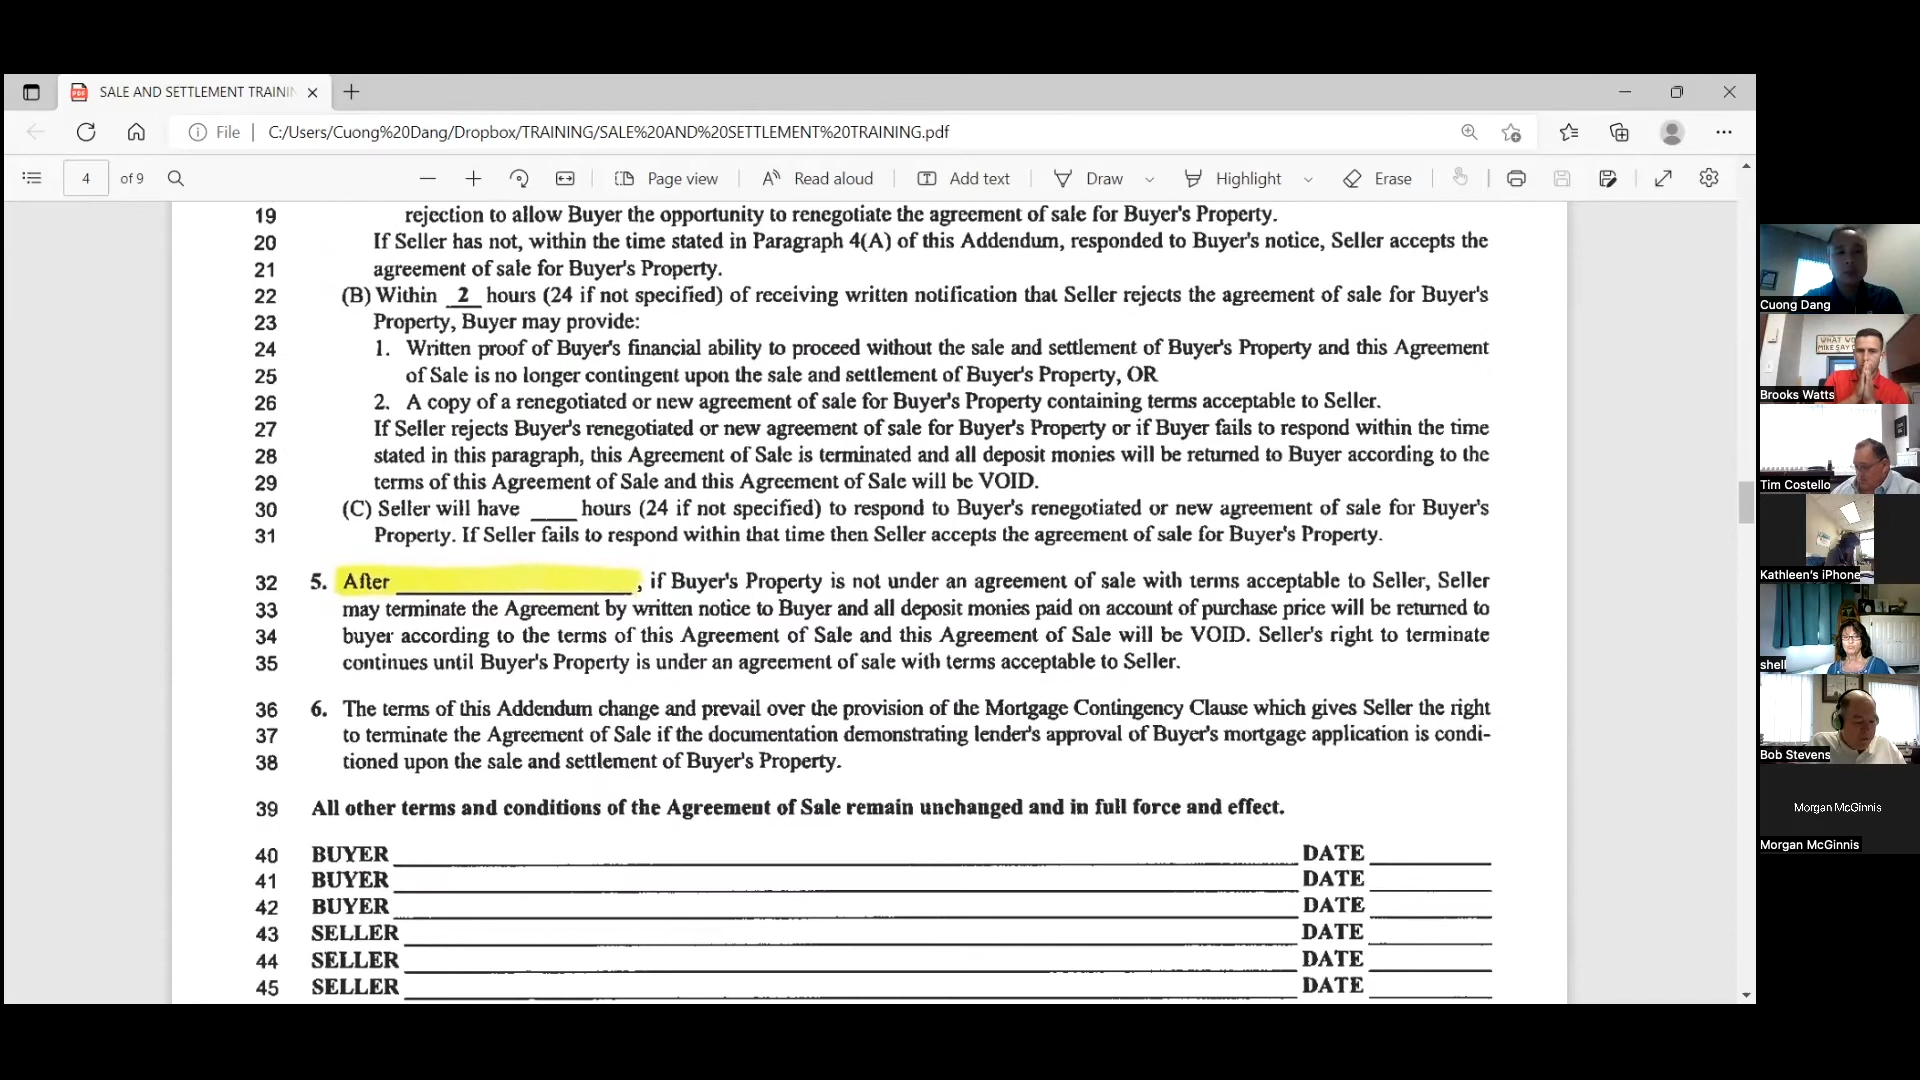 SALE AND SETTLEMENT TRAININ
File C:/Users/Cuong%20Dang/Dropbox/TRAINING/SALE%20AND%20SETTLEMENT%20TRAINING.pdf
4 of 9 Page view Read aloud Add text Draw Highlight Erase
19 rejection to allow Buyer the opportunity to renegotiate the agreement of sale for Buyer's Property.
20 If Seller has not, within the time stated in Paragraph 4(A) of this Addendum, responded to Buyer's notice, Seller accepts the
21 agreement of sale for Buyer's Property.
22 (B) Within 2 hours (24 if not specified) of receiving written notification that Seller rejects the agreement of sale for Buyer's
23 Property, Buyer may provide:
24 1. Written proof of Buyer's financial ability to proceed without the sale and settlement of Buyer's Property and this Agreement
25 of Sale is no longer contingent upon the sale and settlement of Buyer's Property, OR
26 2. A copy of a renegotiated or new agreement of sale for Buyer's Property containing terms acceptable to Seller.
27 If Seller rejects Buyer's renegotiated or new agreement of sale for Buyer's Property or if Buyer fails to respond within the time
28 stated in this paragraph, this Agreement of Sale is terminated and all deposit monies will be returned to Buyer according to the
29 terms of this Agreement of Sale and this Agreement of Sale will be VOID.
30 (C) Seller will have ____ hours (24 if not specified) to respond to Buyer's renegotiated or new agreement of sale for Buyer's
31 Property. If Seller fails to respond within that time then Seller accepts the agreement of sale for Buyer's Property.
32 5. After ____________________, if Buyer's Property is not under an agreement of sale with terms acceptable to Seller, Seller
33 may terminate the Agreement by written notice to Buyer and all deposit monies paid on account of purchase price will be returned to
34 buyer according to the terms of this Agreement of Sale and this Agreement of Sale will be VOID. Seller's right to terminate
35 continues until Buyer's Property is under an agreement of sale with terms acceptable to Seller.
36 6. The terms of this Addendum change and prevail over the provision of the Mortgage Contingency Clause which gives Seller the right
37 to terminate the Agreement of Sale if the documentation demonstrating lender's approval of Buyer's mortgage application is condi-
38 tioned upon the sale and settlement of Buyer's Property.
39 All other terms and conditions of the Agreement of Sale remain unchanged and in full force and effect.
40 BUYER DATE
41 BUYER DATE
42 BUYER DATE
43 SELLER DATE
44 SELLER DATE
45 SELLER DATE
Cuong Dang
Brooks Watts
Tim Costello
Kathleen's iPhone
shell
Bob Stevens
Morgan McGinnis
Morgan McGinnis